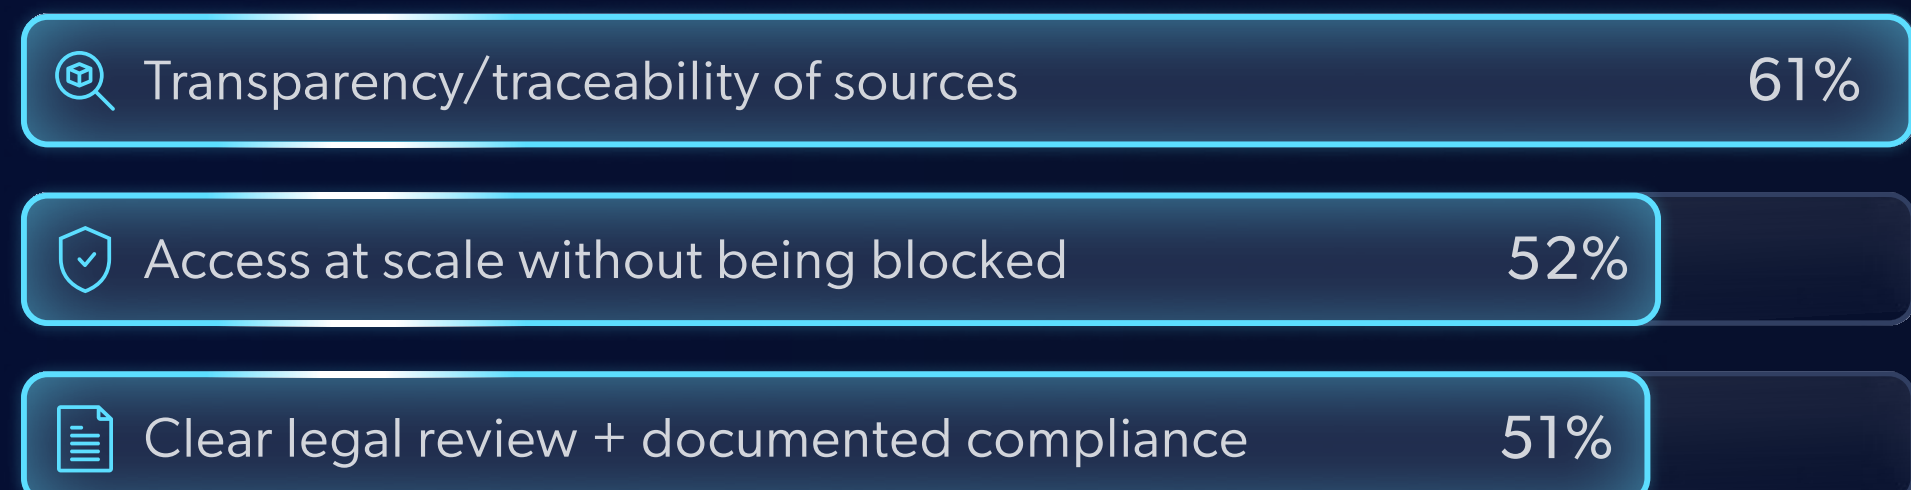 Transparency/traceability of sources 61%
Access at scale without being blocked 52%
Clear legal review + documented compliance 51%